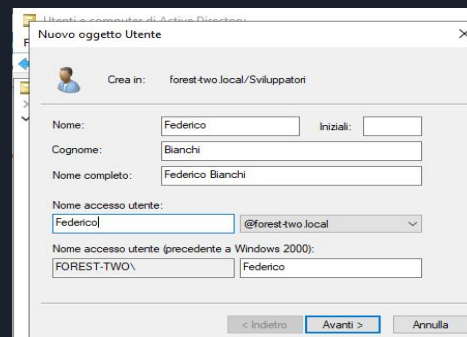 Utenti e computer di Active Directory
Nuovo oggetto Utente
Crea in: forest-two.local/Sviluppatori
Nome: Federico Iniziali:
Cognome: Bianchi
Nome completo: Federico Bianchi
Nome accesso utente:
Federico @forest-two.local
Nome accesso utente (precedente a Windows 2000):
FOREST-TWO\ Federico
< Indietro Avanti > Annulla